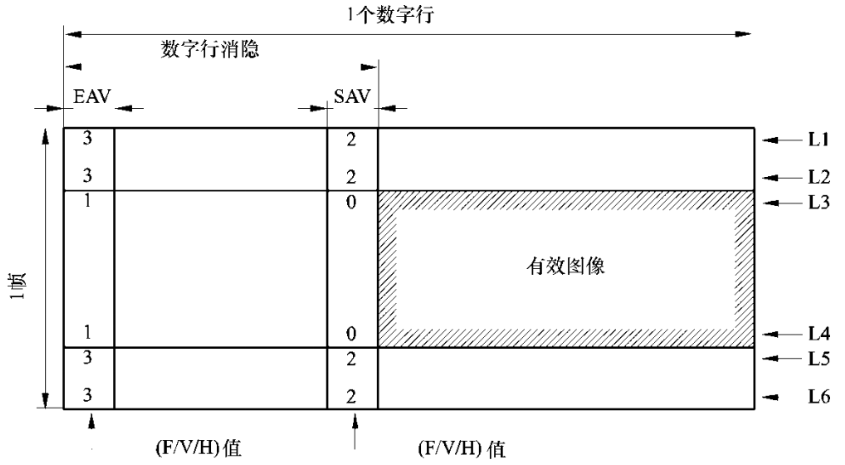 1个数字行
数字行消隐
EAV SAV
3 2 L1
3 2 L2
1 0 L3
有效图像
1帧
1 0 L4
3 2 L5
3 2 L6
(F/V/H) 值 (F/V/H) 值